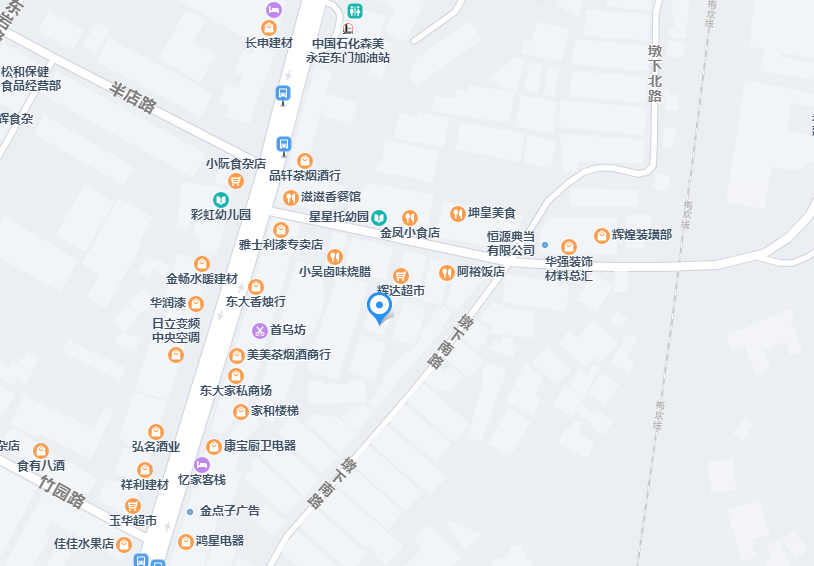 长申建材
中国石化森美
永定东门加油站
东岩路
松和保健
食品经营部
半店路
墩下北路
梅坎线
辉食杂
小阮食杂店
品轩茶烟酒行
滋滋香餐馆
彩虹幼儿园
星星托幼园
坤皇美食
金凤小食店
梅坎线
恒源典当
有限公司
辉煌装璜部
雅士利漆专卖店
华强装饰
材料总汇
小吴卤味烧腊
阿裕饭店
金畅水暖建材
辉达超市
华润漆
东大香烛行
日立变频
中央空调
首乌坊
墩下南路
美美茶烟酒商行
东大家私商场
家和楼梯
梅坎线
弘名酒业
康宝厨卫电器
杂店
食有八酒
忆家客栈
祥利建材
墩下南路
竹园路
玉华超市
金点子广告
佳佳水果店
鸿星电器